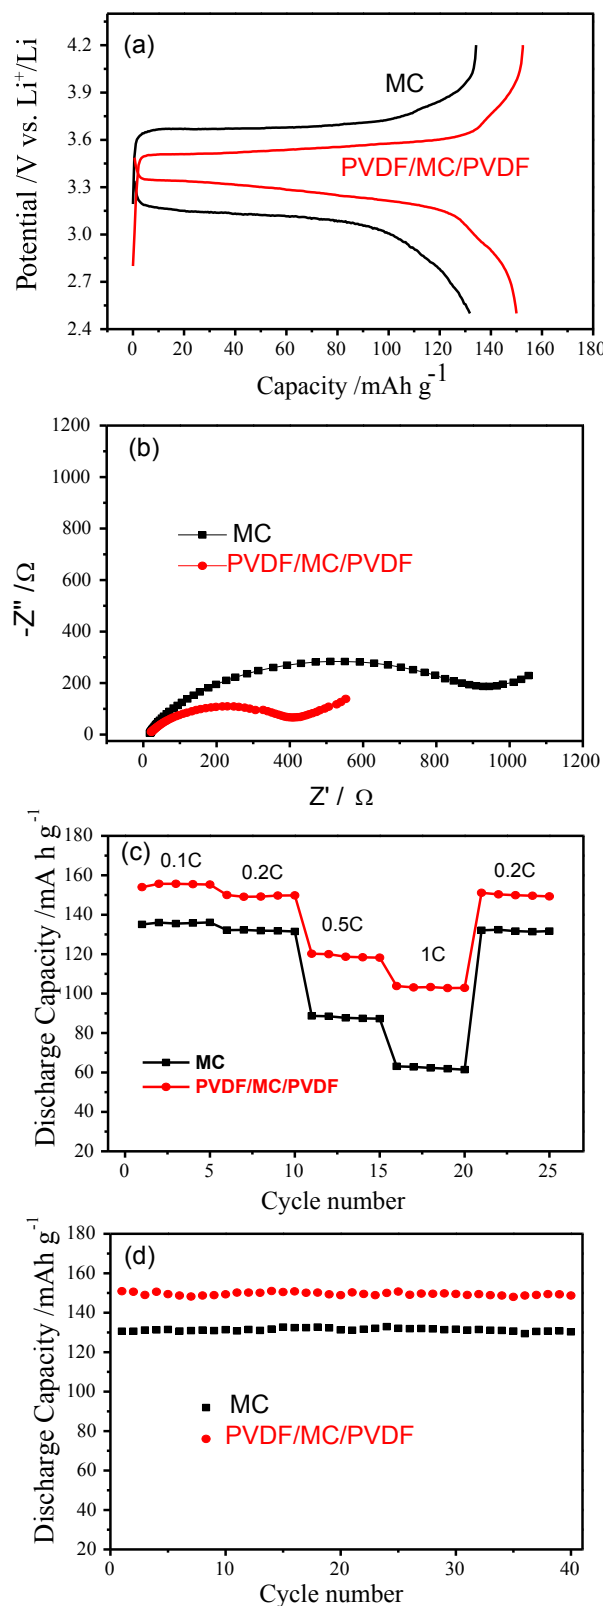 (a)
MC
PVDF/MC/PVDF
Potential /V vs. Li⁺/Li
4.2
3.9
3.6
3.3
3.0
2.7
2.4
0 20 40 60 80 100 120 140 160 180
Capacity /mAh g⁻¹
(b)
MC
PVDF/MC/PVDF
-Z" /Ω
1200
1000
800
600
400
200
0
0 200 400 600 800 1000 1200
Z' / Ω
(c)
0.1C
0.2C
0.5C
1C
0.2C
MC
PVDF/MC/PVDF
Discharge Capacity /mA h g⁻¹
180
160
140
120
100
80
60
40
20
0 5 10 15 20 25
Cycle number
(d)
MC
PVDF/MC/PVDF
Discharge Capacity /mAh g⁻¹
180
160
140
120
100
80
60
40
20
0 10 20 30 40
Cycle number